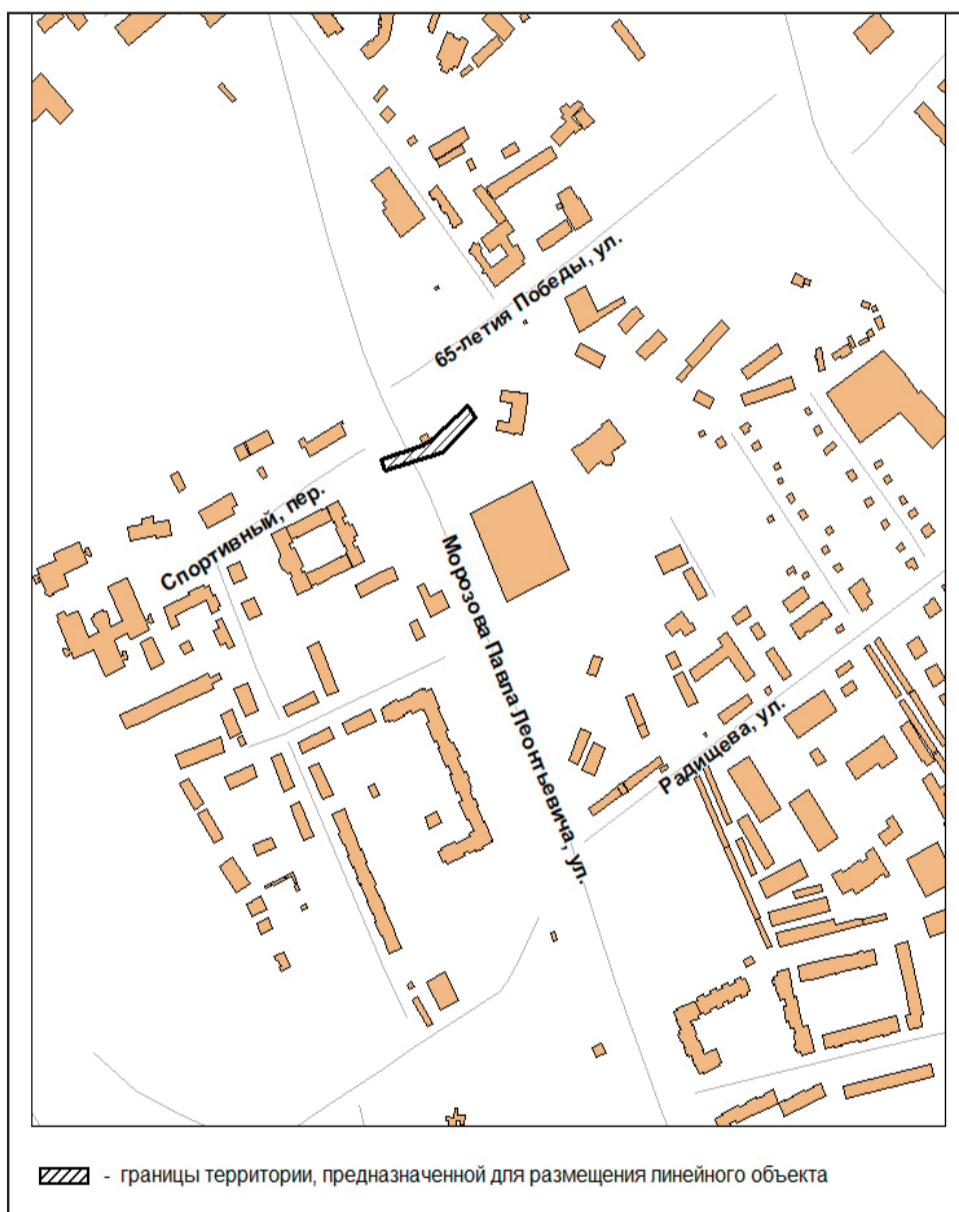 65-летия Победы, ул.
Спортивный, пер.
Морозова Павла Леонтьевича, ул.
Радищева, ул.
- границы территории, предназначенной для размещения линейного объекта